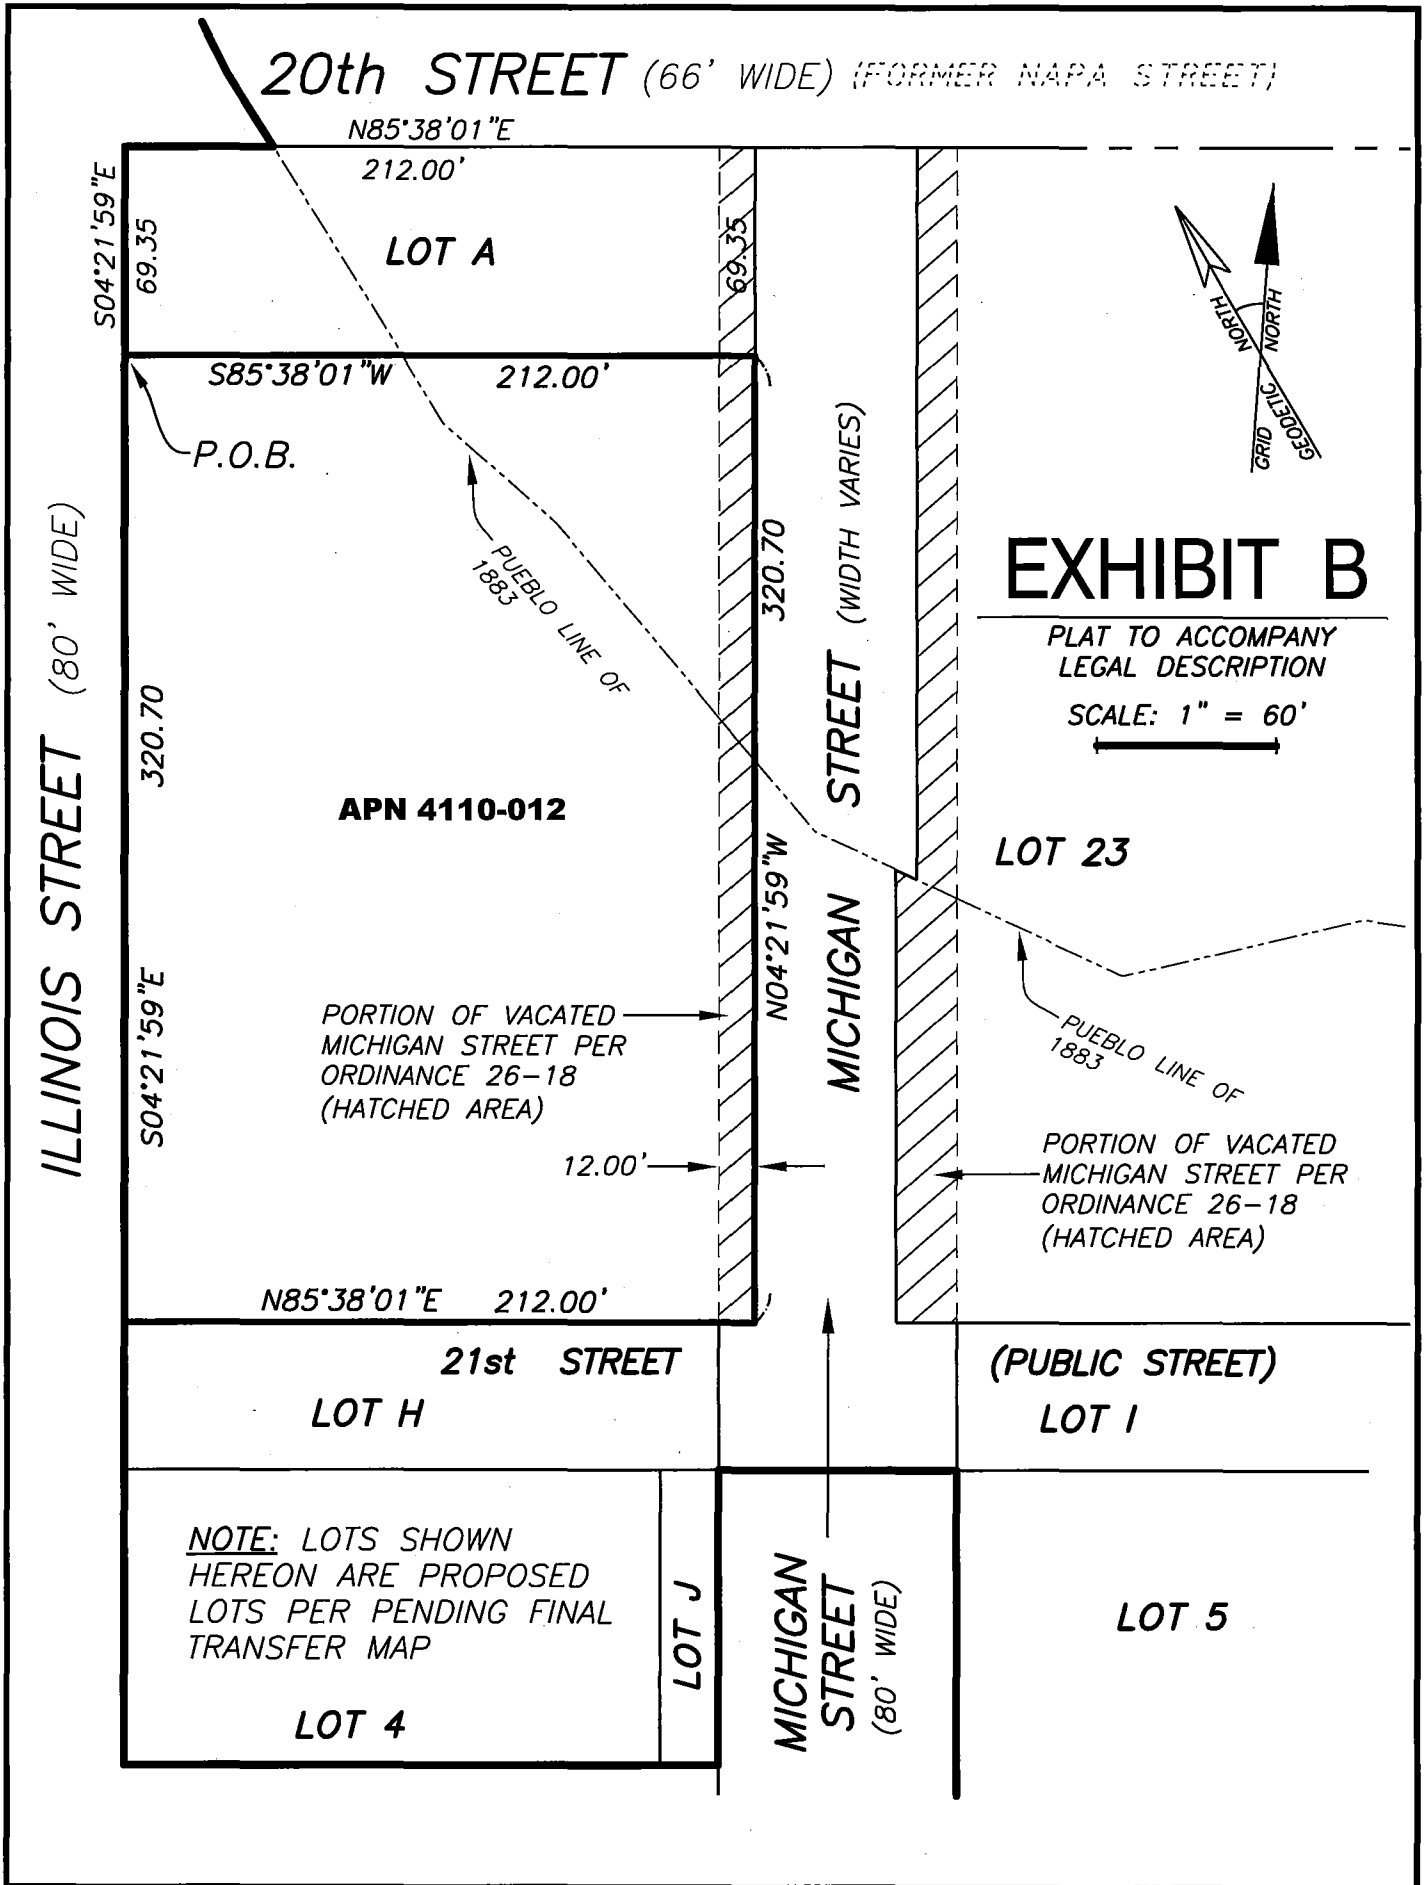 20th STREET (66' WIDE) (FORMER NAPA STREET)
N85°38'01"E
212.00'
S04°21'59"E
69.35
LOT A
69.35
S85°38'01"W 212.00'
P.O.B.
NORTH
NORTH
GRID
GEODETIC
ILLINOIS STREET (80' WIDE)
320.70
S04°21'59"E
PUEBLO LINE OF
1883
320.70
N04°21'59"W
MICHIGAN STREET (WIDTH VARIES)
EXHIBIT B
PLAT TO ACCOMPANY
LEGAL DESCRIPTION
SCALE: 1" = 60'
APN 4110-012
LOT 23
PORTION OF VACATED
MICHIGAN STREET PER
ORDINANCE 26-18
(HATCHED AREA)
12.00'
PUEBLO LINE OF
1883
PORTION OF VACATED
MICHIGAN STREET PER
ORDINANCE 26-18
(HATCHED AREA)
N85°38'01"E 212.00'
21st STREET
(PUBLIC STREET)
LOT H
LOT I
NOTE: LOTS SHOWN
HEREON ARE PROPOSED
LOTS PER PENDING FINAL
TRANSFER MAP
LOT J
MICHIGAN
STREET
(80' WIDE)
LOT 5
LOT 4